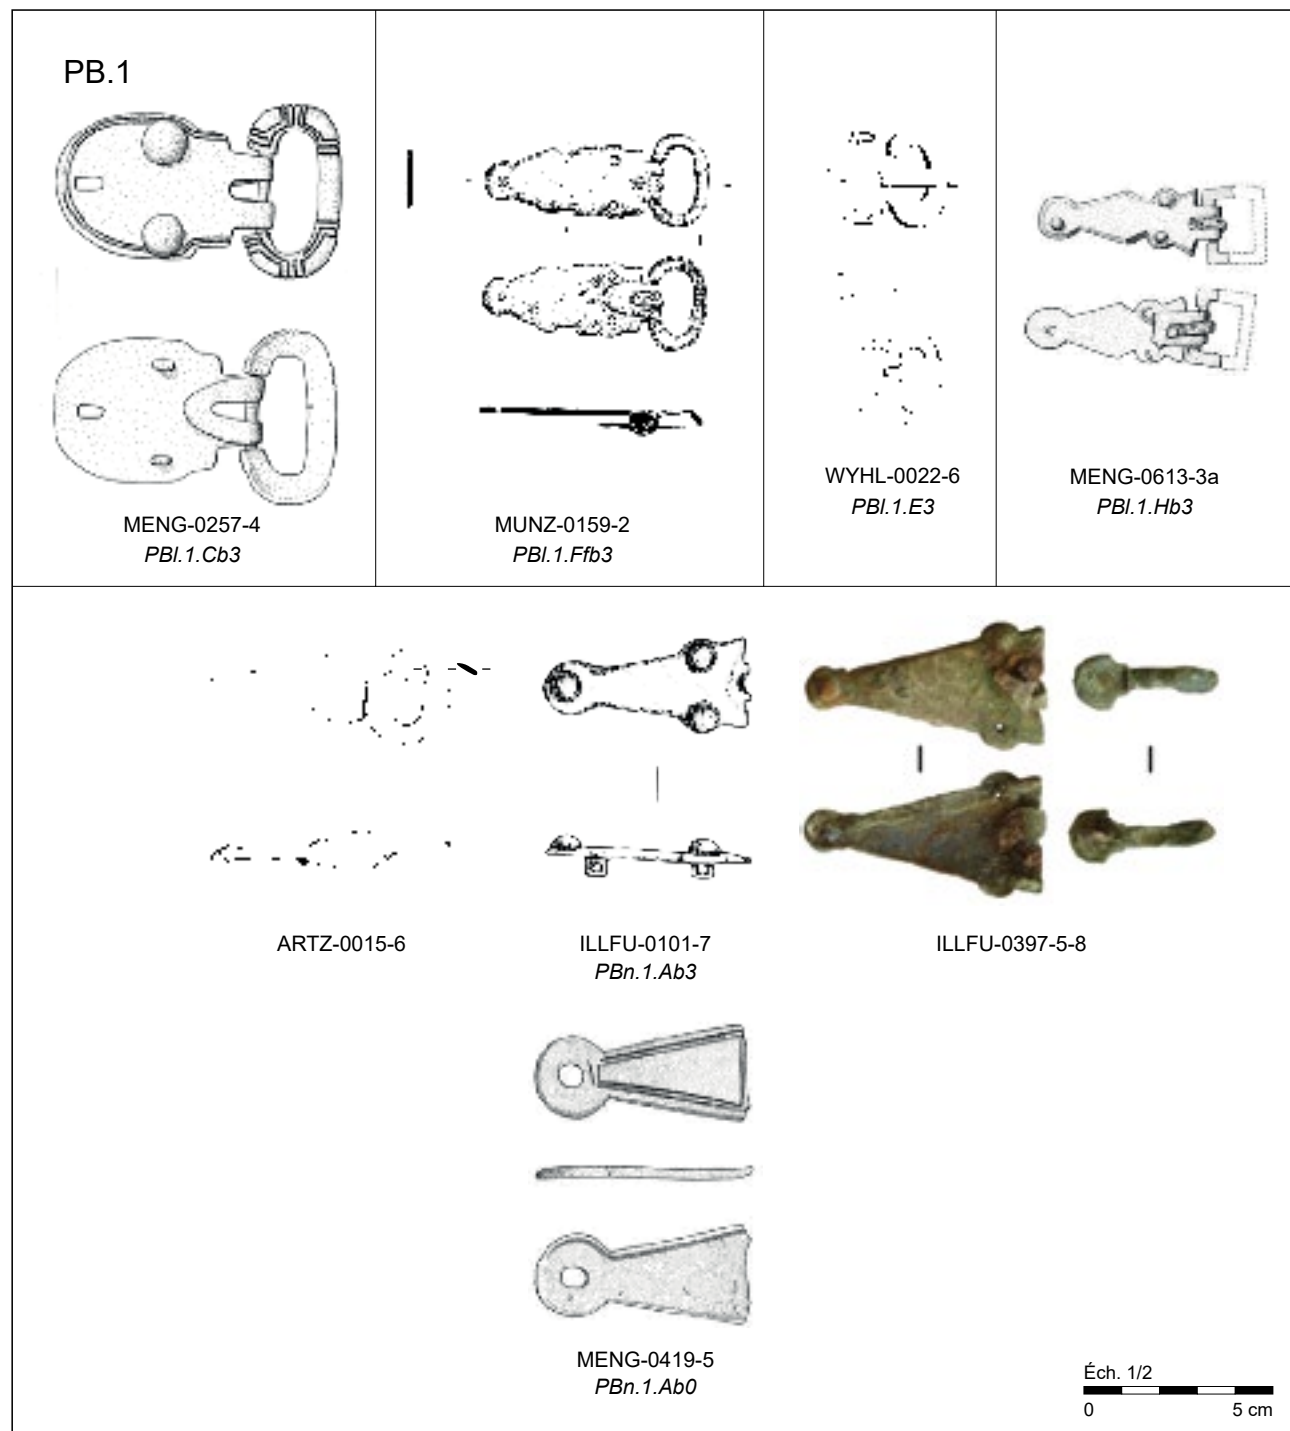 PB.1
MENG-0257-4
PBl.1.Cb3
MUNZ-0159-2
PBl.1.Ffb3
WYHL-0022-6
PBl.1.E3
MENG-0613-3a
PBl.1.Hb3
ARTZ-0015-6
ILLFU-0101-7
PBn.1.Ab3
ILLFU-0397-5-8
MENG-0419-5
PBn.1.Ab0
Éch. 1/2
0 5 cm